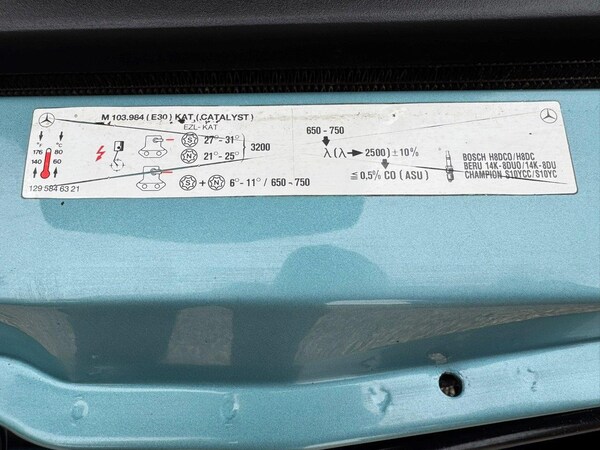 M 103.984 ( E30 ) KAT ( CATALYST )
EZL-KAT
°F °C
176 80
140 60
129 584 63 21
S 27° - 31°
N 21° - 25°
3200
S + N 6° - 11° / 650 - 750
650 - 750
λ ( λ → 2500 ) ± 10%
≦ 0,5% CO ( ASU )
BOSCH H8DCO/H8DC
BERU 14K-8DUO/14K-8DU
CHAMPION S10YCC/S10YC